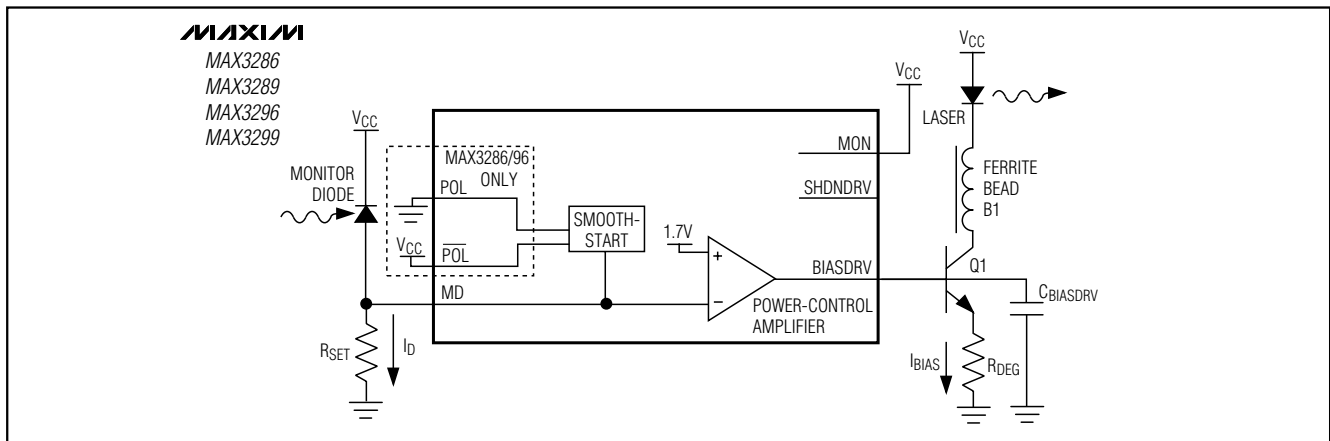 MAXIM
MAX3286
MAX3289
MAX3296
MAX3299
VCC
MONITOR
DIODE
RSET
ID
MAX3286/96
ONLY
POL
VCC
POL
MD
SMOOTH-
START
1.7V
+
−
POWER-CONTROL
AMPLIFIER
MON
SHDNDRV
BIASDRV
VCC
VCC
LASER
FERRITE
BEAD
B1
Q1
CBIASDRV
IBIAS
RDEG